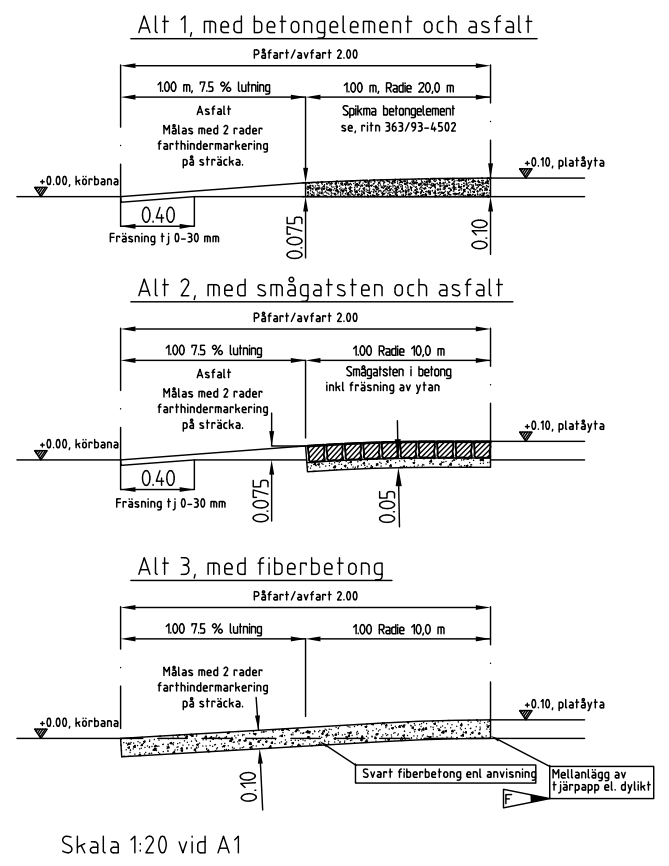 Alt 1, med betongelement och asfalt
Påfart/avfart 2.00
1.00 m, 7.5 % lutning
1.00 m, Radie 20,0 m
Asfalt
Målas med 2 rader
farthindermarkering
på sträcka.
Spikma betongelement
se, ritn 363/93-4502
+0.00, körbana
+0.10, platåyta
0.40
Fräsning tj 0-30 mm
0.075
0.10
Alt 2, med smågatsten och asfalt
Påfart/avfart 2.00
1.00 7.5 % lutning
1.00 Radie 10,0 m
Asfalt
Målas med 2 rader
farthindermarkering
på sträcka.
Smågatsten i betong
inkl fräsning av ytan
+0.00, körbana
+0.10, platåyta
0.40
Fräsning tj 0-30 mm
0.075
0.05
Alt 3, med fiberbetong
Påfart/avfart 2.00
1.00 7.5 % lutning
1.00 Radie 10,0 m
Målas med 2 rader
farthindermarkering
på sträcka.
+0.00, körbana
+0.10, platåyta
0.10
Svart fiberbetong enl anvisning
Mellanlägg av
tjärpapp el. dylikt
F
Skala 1:20 vid A1